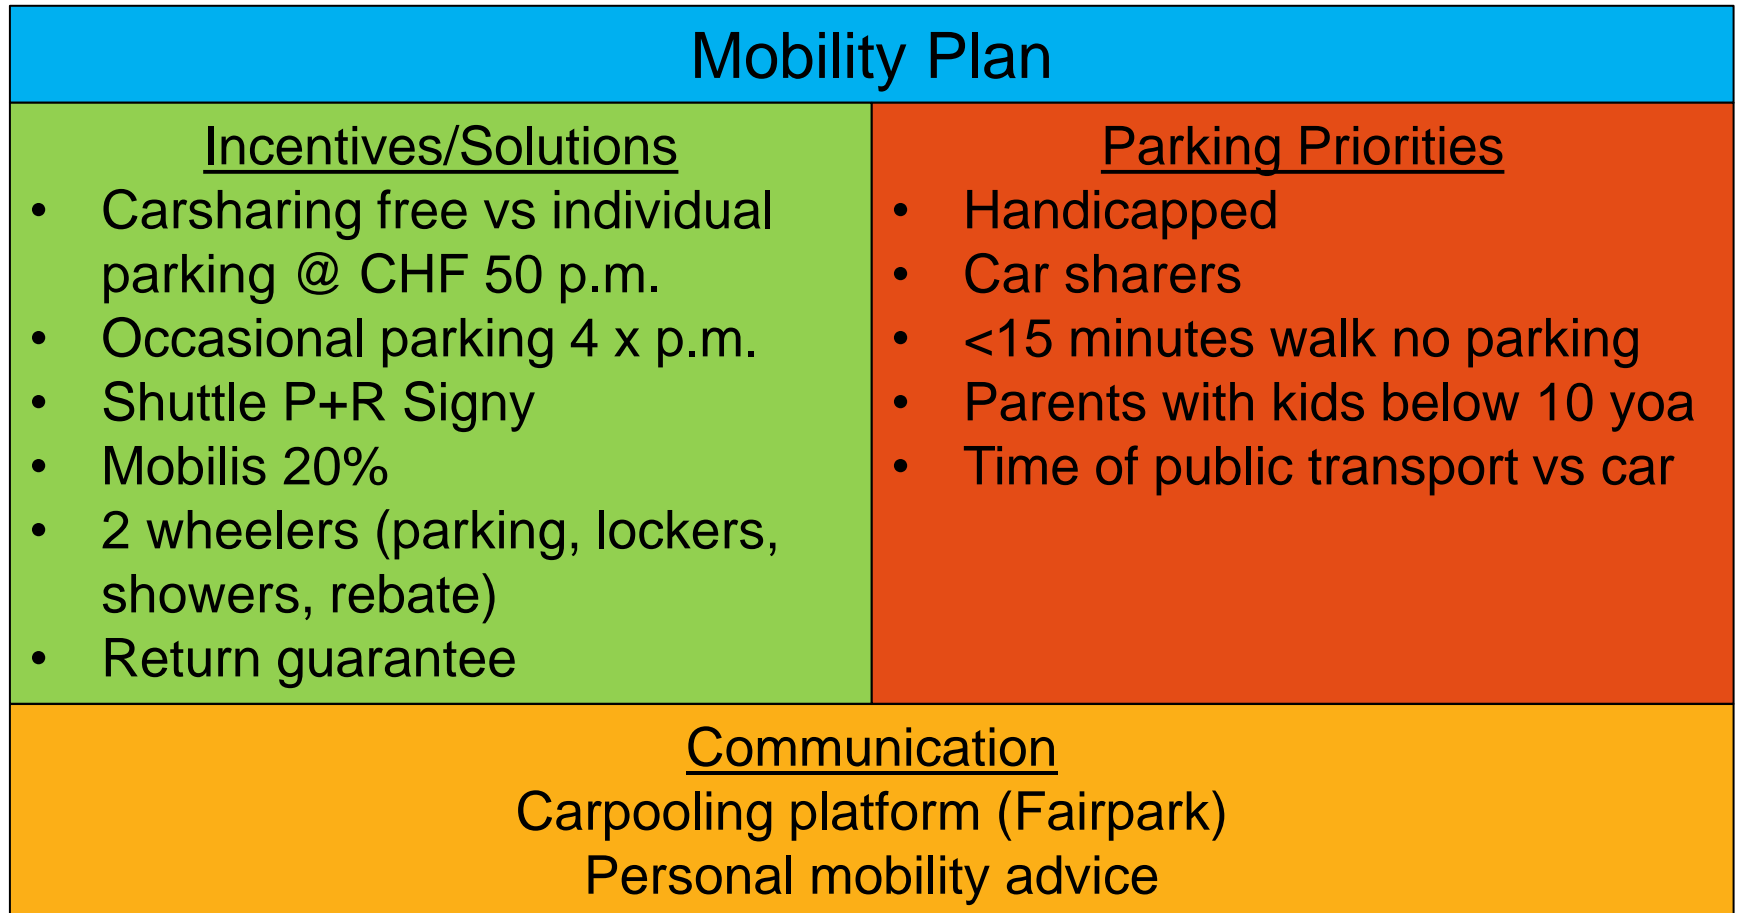 Mobility Plan
Incentives/Solutions
• Carsharing free vs individual
parking @ CHF 50 p.m.
• Occasional parking 4 x p.m.
• Shuttle P+R Signy
• Mobilis 20%
• 2 wheelers (parking, lockers,
showers, rebate)
• Return guarantee
Parking Priorities
• Handicapped
• Car sharers
• <15 minutes walk no parking
• Parents with kids below 10 yoa
• Time of public transport vs car
Communication
Carpooling platform (Fairpark)
Personal mobility advice